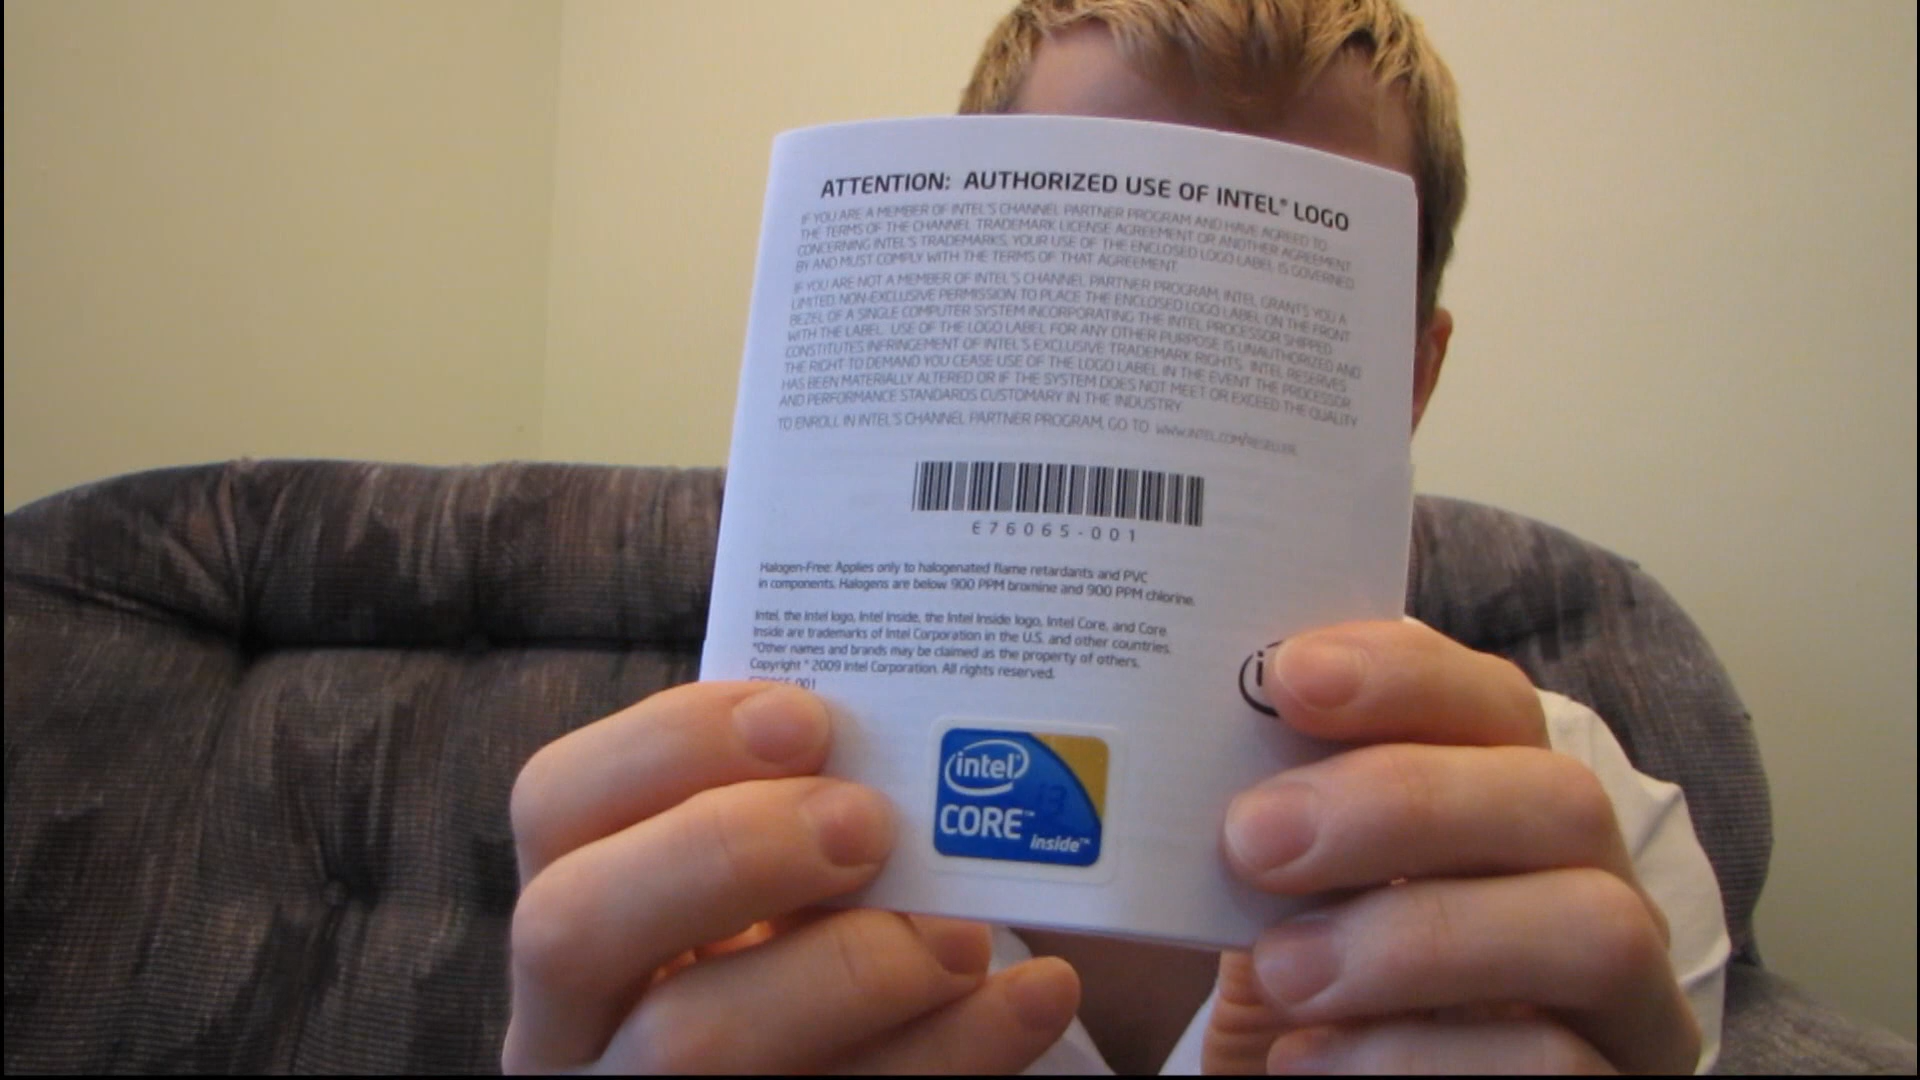 ATTENTION: AUTHORIZED USE OF INTEL® LOGO
IF YOU ARE A MEMBER OF INTEL'S CHANNEL PARTNER PROGRAM AND HAVE AGREED TO
THE TERMS OF THE CHANNEL TRADEMARK LICENSE AGREEMENT OR ANOTHER AGREEMENT
CONCERNING INTEL'S TRADEMARKS, YOUR USE OF THE ENCLOSED LOGO LABEL IS GOVERNED
BY AND MUST COMPLY WITH THE TERMS OF THAT AGREEMENT.
IF YOU ARE NOT A MEMBER OF INTEL'S CHANNEL PARTNER PROGRAM, INTEL GRANTS YOU A
LIMITED, NON-EXCLUSIVE PERMISSION TO PLACE THE ENCLOSED LOGO LABEL ON THE FRONT
BEZEL OF A SINGLE COMPUTER SYSTEM INCORPORATING THE INTEL PROCESSOR SHIPPED
WITH THE LABEL. USE OF THE LOGO LABEL FOR ANY OTHER PURPOSE IS UNAUTHORIZED AND
CONSTITUTES INFRINGEMENT OF INTEL'S EXCLUSIVE TRADEMARK RIGHTS. INTEL RESERVES
THE RIGHT TO DEMAND YOU CEASE USE OF THE LOGO LABEL IN THE EVENT THE PROCESSOR
HAS BEEN MATERIALLY ALTERED OR IF THE SYSTEM DOES NOT MEET OR EXCEED THE QUALITY
AND PERFORMANCE STANDARDS CUSTOMARY IN THE INDUSTRY.
TO ENROLL IN INTEL'S CHANNEL PARTNER PROGRAM, GO TO WWW.INTEL.COM/RESELLER.
E76065-001
Halogen-Free: Applies only to halogenated flame retardants and PVC
in components. Halogens are below 900 PPM bromine and 900 PPM chlorine.
Intel, the Intel logo, Intel Inside, the Intel Inside logo, Intel Core, and Core
Inside are trademarks of Intel Corporation in the U.S. and other countries.
*Other names and brands may be claimed as the property of others.
Copyright © 2009 Intel Corporation. All rights reserved.
intel®
CORE™ i3
inside™